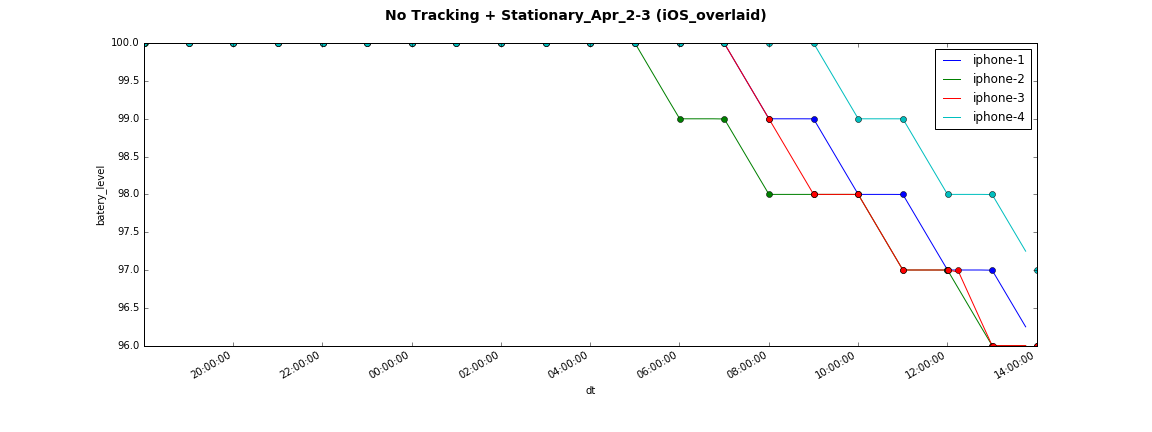 No Tracking + Stationary_Apr_2-3 (iOS_overlaid)
100.0
99.5
99.0
98.5
98.0
97.5
97.0
96.5
96.0
batery_level
iphone-1
iphone-2
iphone-3
iphone-4
20:00:00
22:00:00
00:00:00
02:00:00
04:00:00
06:00:00
08:00:00
10:00:00
12:00:00
14:00:00
dt